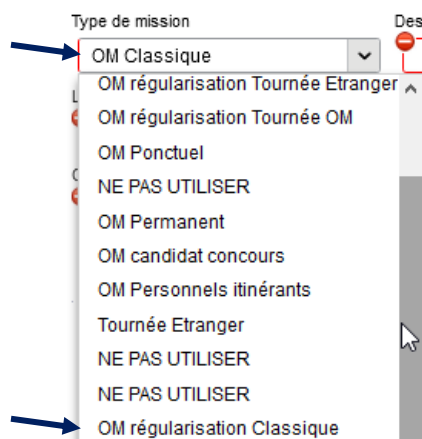 Type de mission
Des
OM Classique
OM régularisation Tournée Etranger
OM régularisation Tournée OM
OM Ponctuel
NE PAS UTILISER
OM Permanent
OM candidat concours
OM Personnels itinérants
Tournée Etranger
NE PAS UTILISER
NE PAS UTILISER
OM régularisation Classique